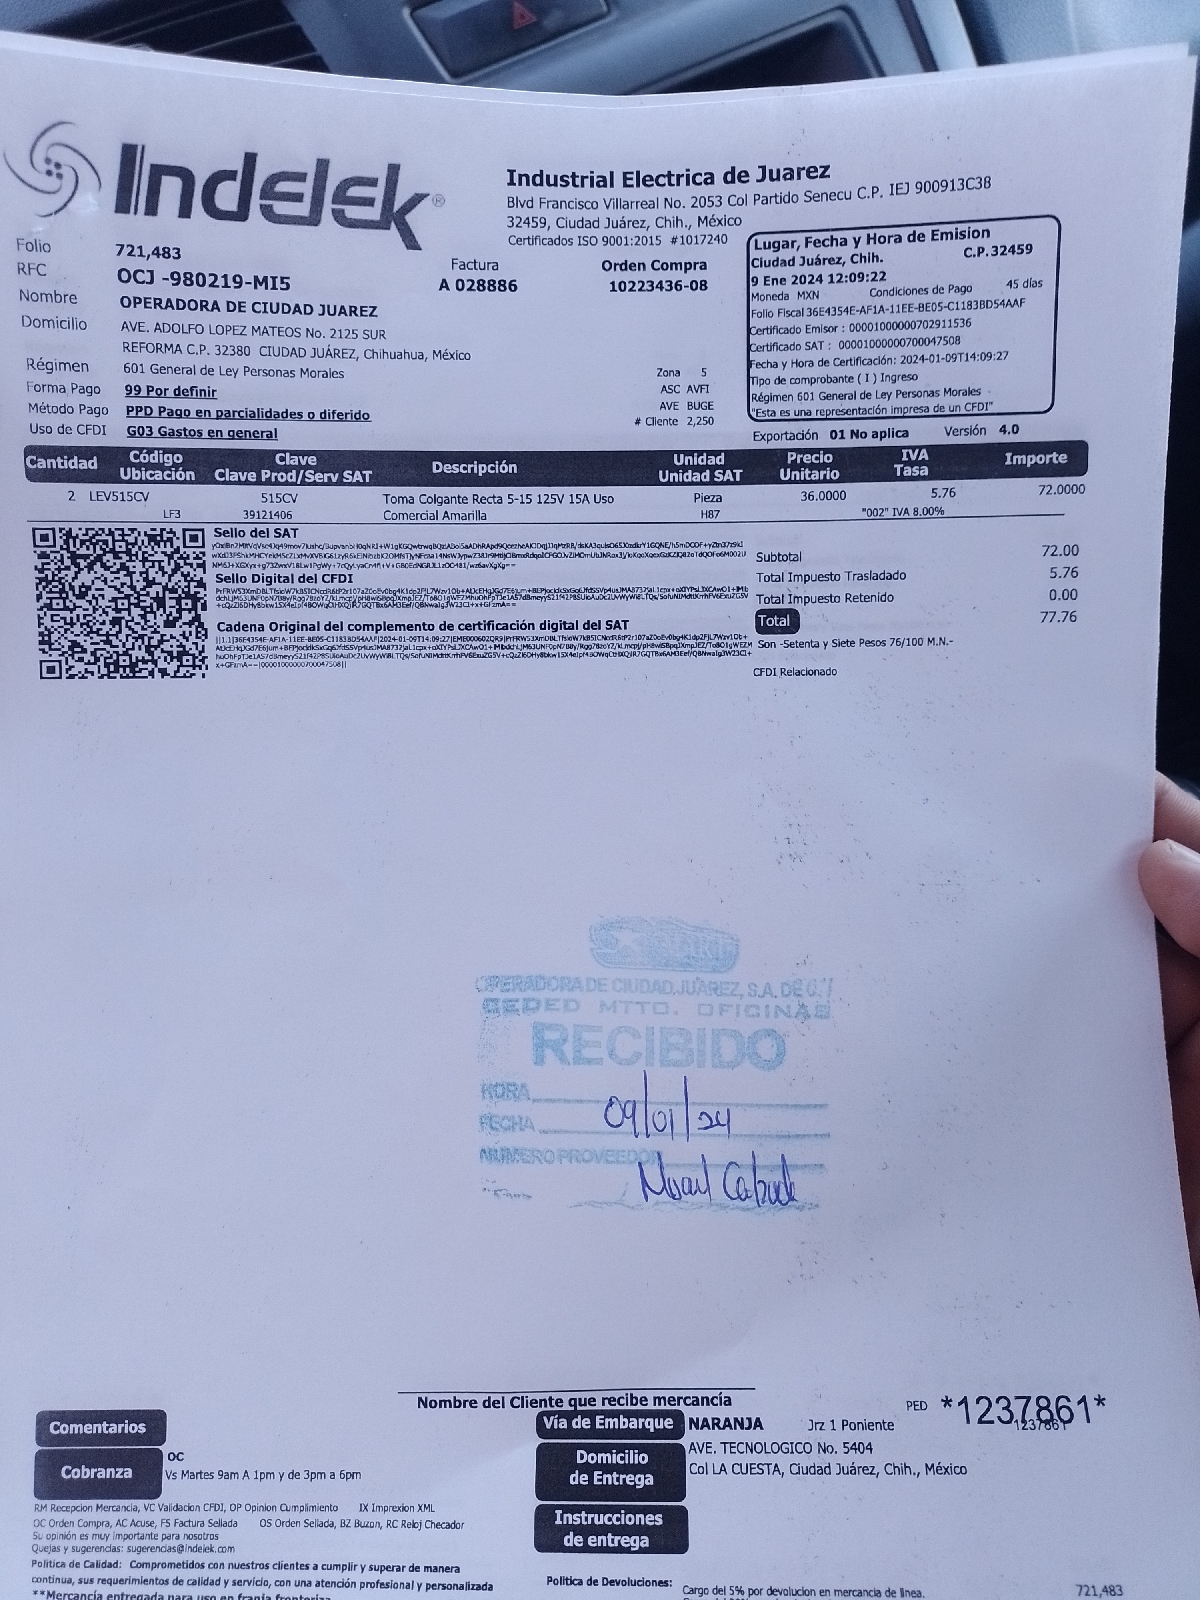 Indelek®
Industrial Electrica de Juarez
Blvd Francisco Villarreal No. 2053 Col Partido Senecu C.P. IEJ 900913C38
32459, Ciudad Juárez, Chih., México
Certificados ISO 9001:2015 #1017240
Folio 721,483
RFC OCJ -980219-MI5
Nombre OPERADORA DE CIUDAD JUAREZ
Domicilio AVE. ADOLFO LOPEZ MATEOS No. 2125 SUR
REFORMA C.P. 32380 CIUDAD JUÁREZ, Chihuahua, México
Régimen 601 General de Ley Personas Morales
Forma Pago 99 Por definir
Método Pago PPD Pago en parcialidades o diferido
Uso de CFDI G03 Gastos en general
Factura
A 028886
Orden Compra
10223436-08
Zona 5
ASC AVFI
AVE BUGE
# Cliente 2,250
Lugar, Fecha y Hora de Emision
Ciudad Juárez, Chih. C.P. 32459
9 Ene 2024 12:09:22
Moneda MXN Condiciones de Pago 45 días
Folio Fiscal 36E4354E-AF1A-11EE-BE05-C1183BD54AAF
Certificado Emisor : 00001000000702911536
Certificado SAT : 00001000000700047508
Fecha y Hora de Certificación: 2024-01-09T14:09:27
Tipo de comprobante ( I ) Ingreso
Régimen 601 General de Ley Personas Morales
"Esta es una representación impresa de un CFDI"
Exportación 01 No aplica Versión 4.0
Cantidad Código Ubicación Clave Clave Prod/Serv SAT Descripción Unidad Unidad SAT Precio Unitario IVA Tasa Importe
2 LEV515CV 515CV Toma Colgante Recta 5-15 125V 15A Uso Pieza 36.0000 5.76 72.0000
LF3 39121406 Comercial Amarilla H87 "002" IVA 8.00%
Sello del SAT
Sello Digital del CFDI
Cadena Original del complemento de certificación digital del SAT
Subtotal 72.00
Total Impuesto Trasladado 5.76
Total Impuesto Retenido 0.00
Total 77.76
Son -Setenta y Siete Pesos 76/100 M.N.-
CFDI Relacionado
OPERADORA DE CIUDAD JUAREZ, S.A. DE C.V
MTTO. OFICINAS
RECIBIDO
HORA
FECHA 09/01/24
NUMERO PROVEEDOR
Nombre del Cliente que recibe mercancía
PED *1237861*
1237861
Comentarios
Vía de Embarque NARANJA Jrz 1 Poniente
Cobranza OC
Vs Martes 9am A 1pm y de 3pm a 6pm
Domicilio de Entrega AVE. TECNOLOGICO No. 5404
Col LA CUESTA, Ciudad Juárez, Chih., México
Instrucciones de entrega
RM Recepcion Mercancia, VC Validacion CFDI, OP Opinion Cumplimiento IX Imprexion XML
OC Orden Compra, AC Acuse, FS Factura Sellada OS Orden Sellada, BZ Buzon, RC Reloj Checador
Su opinión es muy importante para nosotros
Quejas y sugerencias: sugerencias@indelek.com
Politica de Calidad: Comprometidos con nuestros clientes a cumplir y superar de manera
continua, sus requerimientos de calidad y servicio, con una atención profesional y personalizada
**Mercancia entregada para uso en franja fronteriza
Politica de Devoluciones: Cargo del 5% por devolucion en mercancia de linea.
721,483